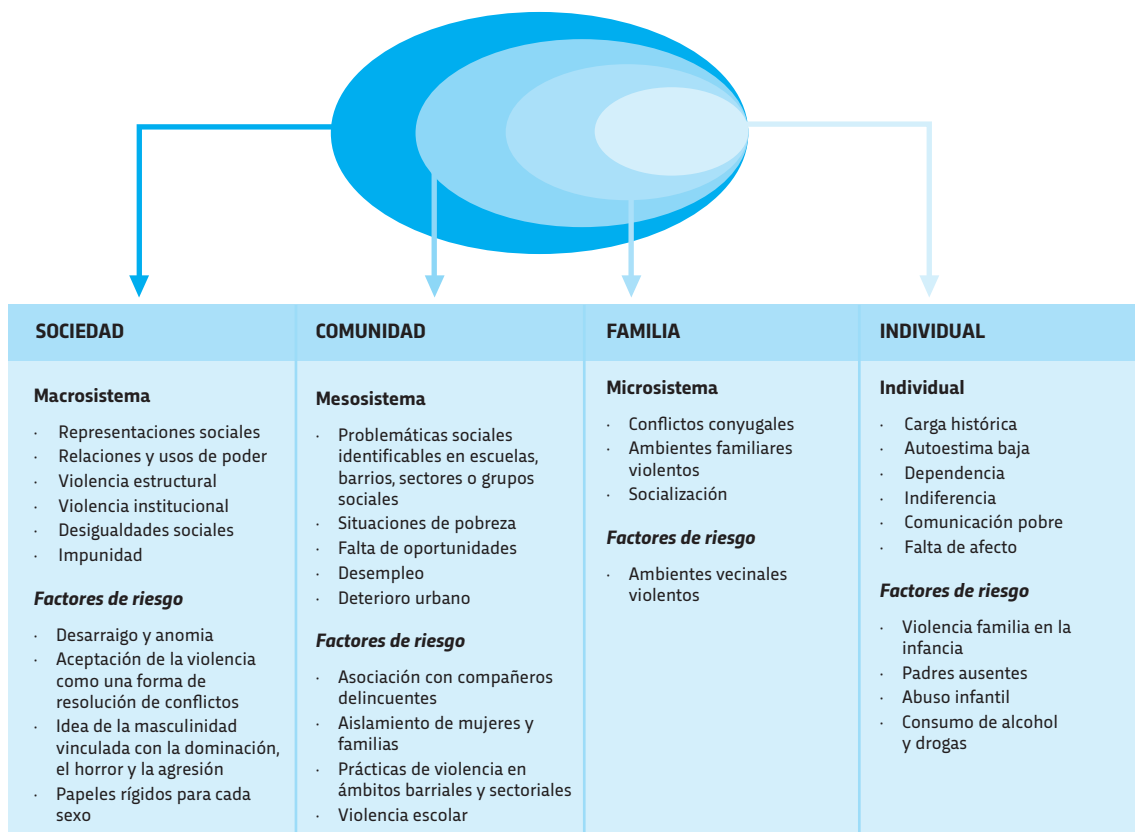 SOCIEDAD
Macrosistema
· Representaciones sociales
· Relaciones y usos de poder
· Violencia estructural
· Violencia institucional
· Desigualdades sociales
· Impunidad
Factores de riesgo
· Desarraigo y anomia
· Aceptación de la violencia
como una forma de
resolución de conflictos
· Idea de la masculinidad
vinculada con la dominación,
el horror y la agresión
· Papeles rígidos para cada
sexo
COMUNIDAD
Mesosistema
· Problemáticas sociales
identificables en escuelas,
barrios, sectores o grupos
sociales
· Situaciones de pobreza
· Falta de oportunidades
· Desempleo
· Deterioro urbano
Factores de riesgo
· Asociación con compañeros
delincuentes
· Aislamiento de mujeres y
familias
· Prácticas de violencia en
ámbitos barriales y sectoriales
· Violencia escolar
FAMILIA
Microsistema
· Conflictos conyugales
· Ambientes familiares
violentos
· Socialización
Factores de riesgo
· Ambientes vecinales
violentos
INDIVIDUAL
Individual
· Carga histórica
· Autoestima baja
· Dependencia
· Indiferencia
· Comunicación pobre
· Falta de afecto
Factores de riesgo
· Violencia familia en la
infancia
· Padres ausentes
· Abuso infantil
· Consumo de alcohol
y drogas